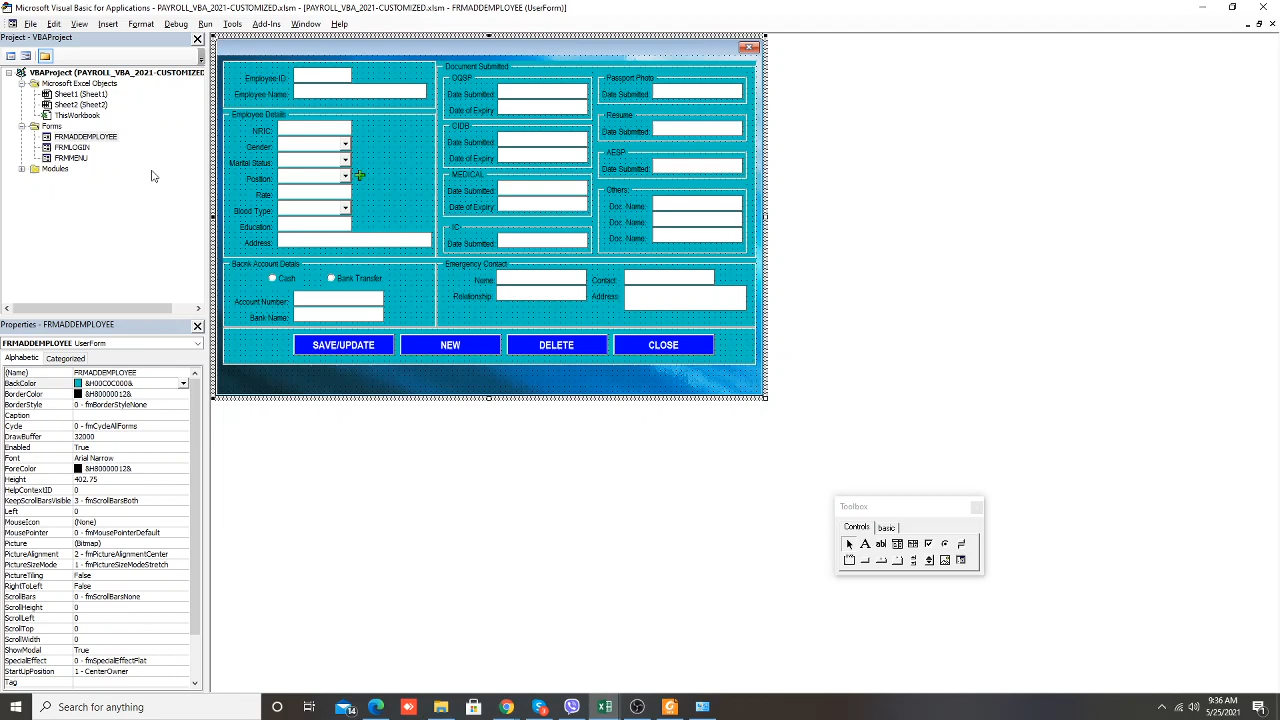 Microsoft Visual Basic for Applications - PAYROLL_VBA_2021-CUSTOMIZED.xlsm - [PAYROLL_VBA_2021-CUSTOMIZED.xlsm - FRMADDEMPLOYEE (UserForm)]
File Edit View Insert Format Debug Run Tools Add-Ins Window Help
Project - VBAProject
VBAProject (PAYROLL_VBA_2021-CUSTOMIZED
Microsoft Excel Objects
Sheet1 (Sheet1)
Sheet2 (Sheet2)
ThisWorkbook
Forms
FRMADDEMPLOYEE
FRMLOGIN
FRMMENU
Modules
Properties - FRMADDEMPLOYEE
FRMADDEMPLOYEE UserForm
Alphabetic Categorized
(Name) FRMADDEMPLOYEE
BackColor &H00C0C000&
BorderColor &H80000012&
BorderStyle 0 - fmBorderStyleNone
Caption
Cycle 0 - fmCycleAllForms
DrawBuffer 32000
Enabled True
Font Arial Narrow
ForeColor &H80000012&
Height 402.75
HelpContextID 0
KeepScrollBarsVisible 3 - fmScrollBarsBoth
Left 0
MouseIcon (None)
MousePointer 0 - fmMousePointerDefault
Picture (Bitmap)
PictureAlignment 2 - fmPictureAlignmentCenter
PictureSizeMode 1 - fmPictureSizeModeStretch
PictureTiling False
RightToLeft False
ScrollBars 0 - fmScrollBarsNone
ScrollHeight 0
ScrollLeft 0
ScrollTop 0
ScrollWidth 0
ShowModal True
SpecialEffect 0 - fmSpecialEffectFlat
StartUpPosition 1 - CenterOwner
Tag
Employee ID:
Employee Name:
Employee Details
NRIC:
Gender:
Marital Status:
Position:
Rate:
Blood Type:
Education:
Address:
Document Submitted
Date Submitted:
Date of Expiry:
CIDB
Date Submitted:
Date of Expiry:
MEDICAL
Date Submitted:
Date of Expiry:
IC
Date Submitted:
Passport Photo
Date Submitted:
Resume
Date Submitted:
AESP
Date Submitted:
Others:
Doc. Name:
Doc. Name:
Doc. Name:
Cash Bank Transfer
Account Number:
Bank Name:
Emergency Contact
Name:
Relationship:
Contact:
Address:
SAVE/UPDATE NEW DELETE CLOSE
Toolbox
Controls basic
A abl
Search for anything
14
3
9:36 AM
5/25/2021